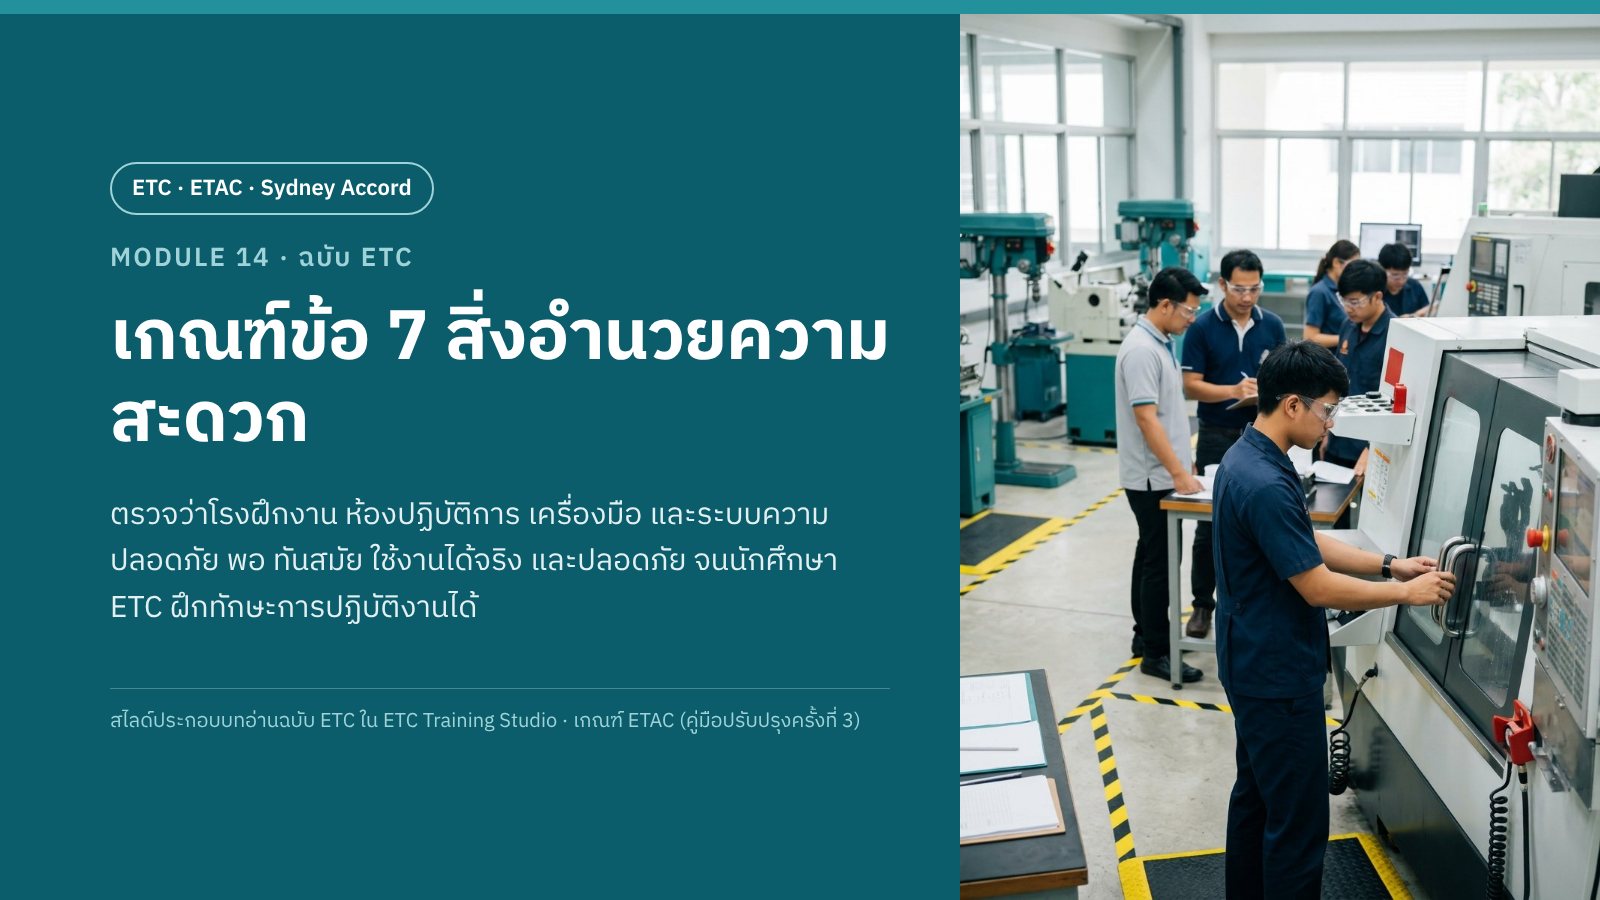 ETC · ETAC · Sydney Accord
MODULE 14 · ฉบับ ETC
เกณฑ์ข้อ 7 สิ่งอำนวยความ
สะดวก
ตรวจว่าโรงฝึกงาน ห้องปฏิบัติการ เครื่องมือ และระบบความ
ปลอดภัย พอ ทันสมัย ใช้งานได้จริง และปลอดภัย จนนักศึกษา
ETC ฝึกทักษะการปฏิบัติงานได้
สไลด์ประกอบบทอ่านฉบับ ETC ใน ETC Training Studio · เกณฑ์ ETAC (คู่มือปรับปรุงครั้งที่ 3)